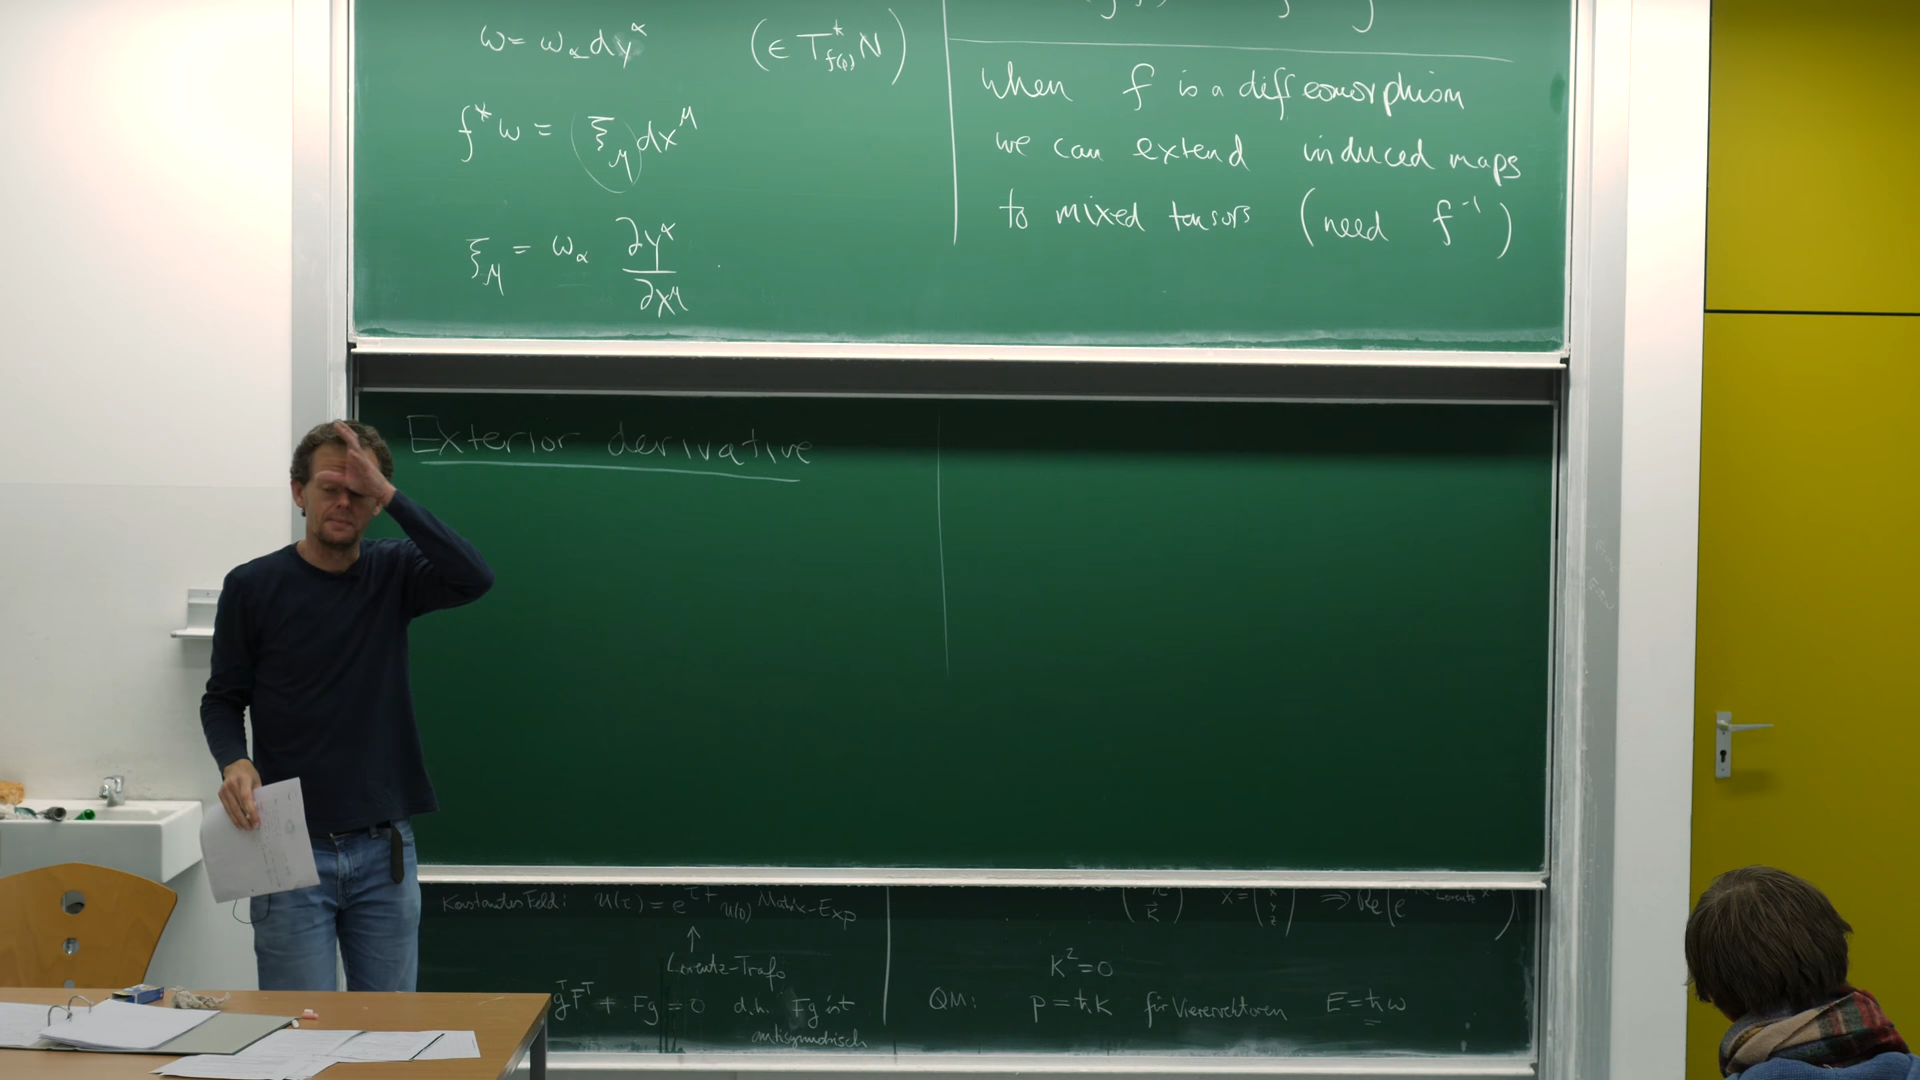 ω = ω_α dy^α (∈ T*_{f(p)} N)
f*ω = ξ_μ dx^μ
ξ_μ = ω_α ∂y^α/∂x^μ
when f is a diffeomorphism
we can extend induced maps
to mixed tensors (need f^{-1})
Exterior derivative
Konstantes Feld: u(τ) = e^{τ F} u(0) Matrix-Exp
↑
Lorentz-Trafo
g^T F^T + Fg = 0 d.h. Fg ist
antisymmetrisch
K² = 0
QM: p = ħK für Vierervektoren E = ħω